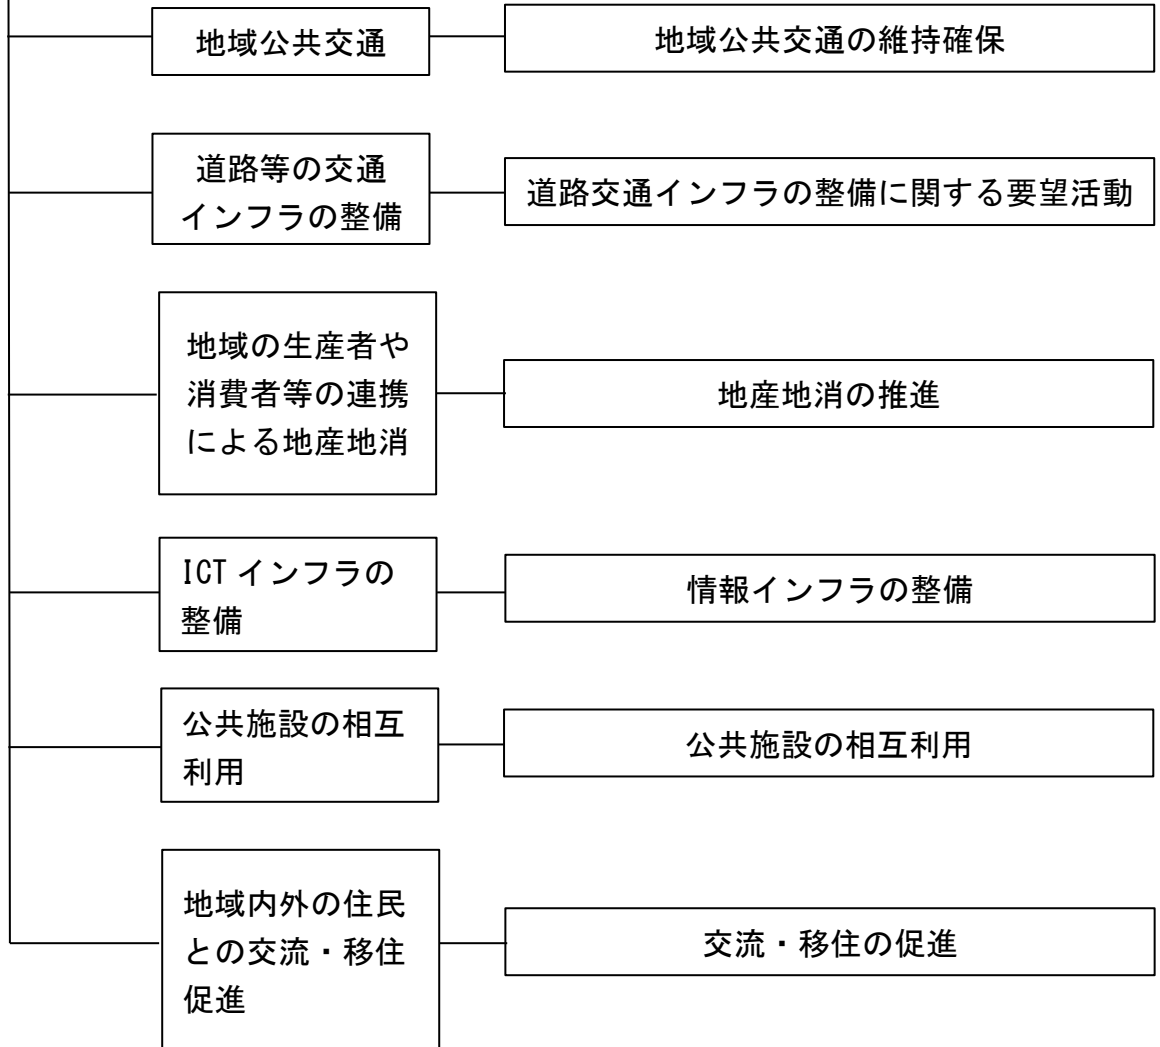 地域公共交通
地域公共交通の維持確保
道路等の交通
インフラの整備
道路交通インフラの整備に関する要望活動
地域の生産者や
消費者等の連携
による地産地消
地産地消の推進
ICT インフラの
整備
情報インフラの整備
公共施設の相互
利用
公共施設の相互利用
地域内外の住民
との交流・移住
促進
交流・移住の促進